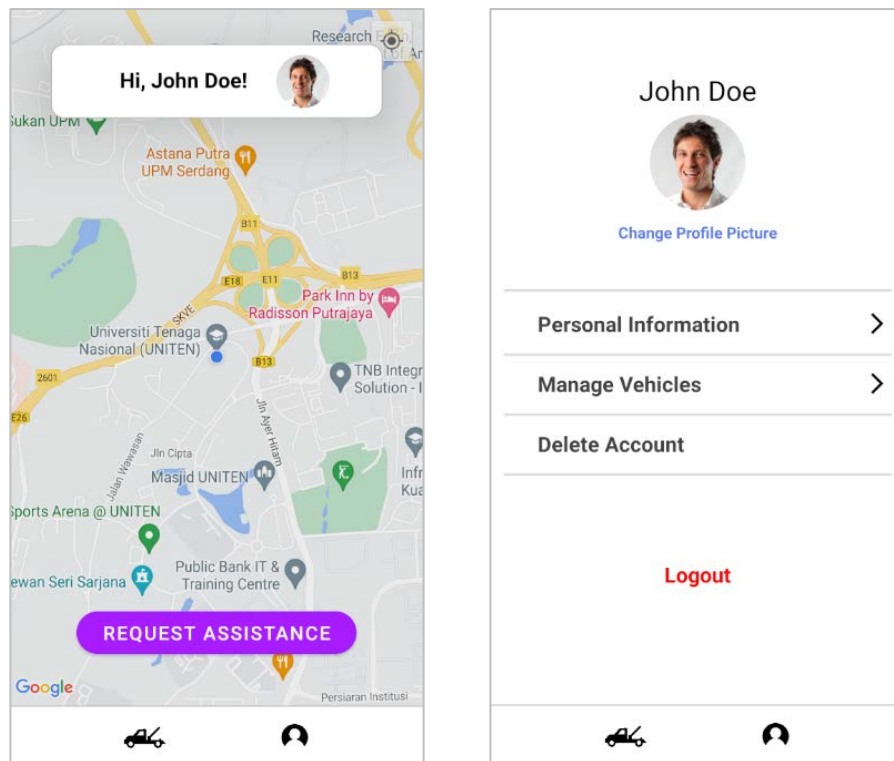 Research
Hi, John Doe!
Sukan UPM
Astana Putra
UPM Serdang
B11
E18
E11
B13
Park Inn by
Radisson Putrajaya
SKVE
Universiti Tenaga
Nasional (UNITEN)
B13
2601
TNB Integr
Solution - I
E26
Jln Ayer Hitam
Jln Cipta
Jalan Wawasan
Masjid UNITEN
Infr
Kua
Sports Arena @ UNITEN
Public Bank IT &
Training Centre
ewan Seri Sarjana
REQUEST ASSISTANCE
Google
Persiaran Institusi
John Doe
Change Profile Picture
Personal Information
Manage Vehicles
Delete Account
Logout